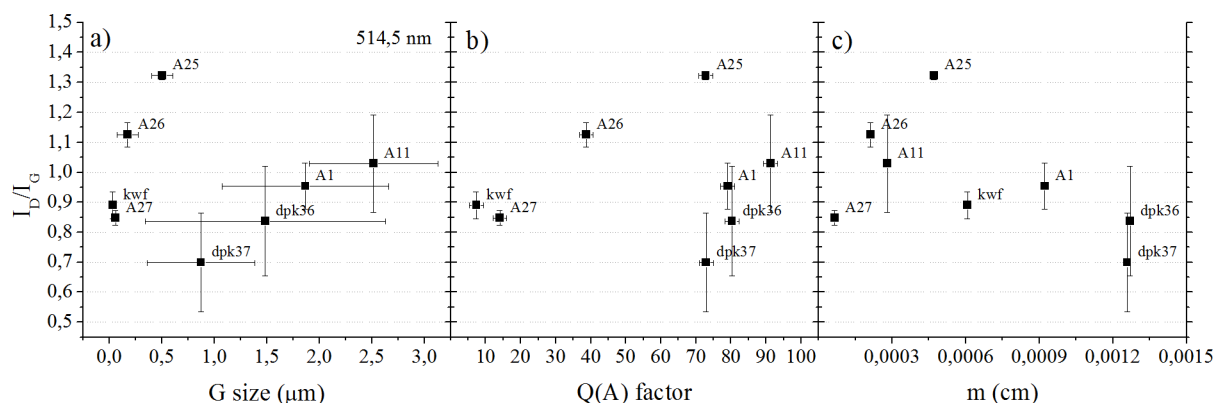 a) 514,5 nm
b)
c)
1,5
1,4
1,3
1,2
1,1
1,0
0,9
0,8
0,7
0,6
0,5
I_D/I_G
A25
A26
A11
A1
kwf
A27
dpk36
dpk37
0,0 0,5 1,0 1,5 2,0 2,5 3,0
G size (μm)
A25
A26
A11
A1
kwf
A27
dpk36
dpk37
10 20 30 40 50 60 70 80 90 100
Q(A) factor
A25
A26
A11
A1
kwf
A27
dpk36
dpk37
0,0003 0,0006 0,0009 0,0012 0,0015
m (cm)